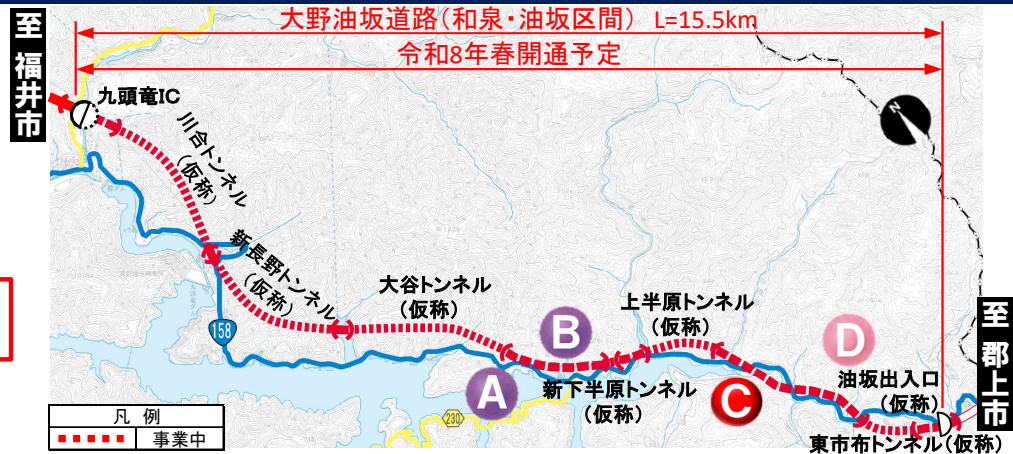 大野油坂道路(和泉・油坂区間) L=15.5km
令和8年春開通予定
至 福井市
九頭竜IC
川合トンネル
(仮称)
新長野トンネル
(仮称)
大谷トンネル
(仮称)
上半原トンネル
(仮称)
新下半原トンネル
(仮称)
油坂出入口
(仮称)
東市布トンネル(仮称)
至 郡上市
A
B
C
D
N
158
230
凡 例
事業中